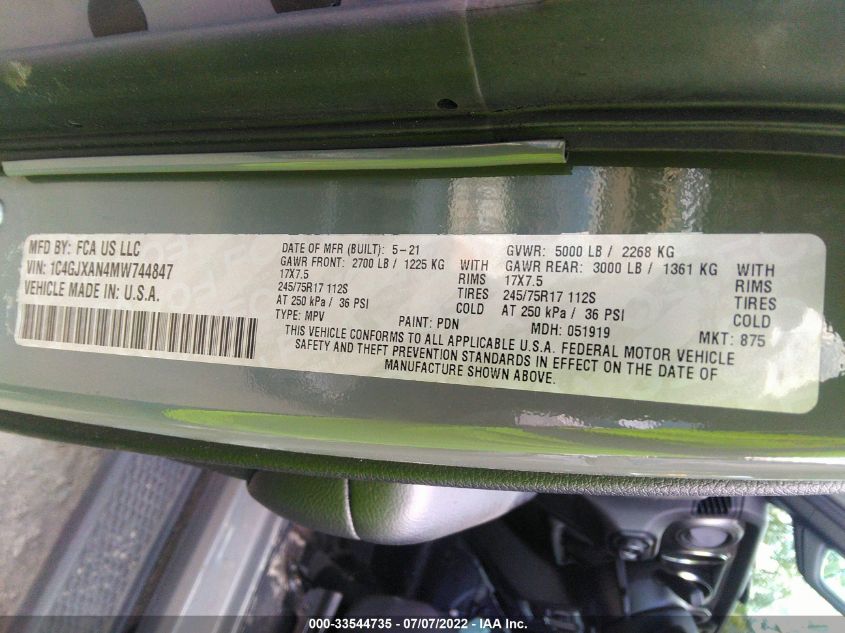 MFD BY: FCA US LLC
VIN: 1C4GJXAN4MW744847
VEHICLE MADE IN: U.S.A.
DATE OF MFR (BUILT): 5-21
GAWR FRONT: 2700 LB / 1225 KG WITH
17X7.5 RIMS
245/75R17 112S TIRES
AT 250 kPa / 36 PSI COLD
TYPE: MPV PAINT: PDN
GVWR: 5000 LB / 2268 KG
GAWR REAR: 3000 LB / 1361 KG WITH
17X7.5 RIMS
245/75R17 112S TIRES
AT 250 kPa / 36 PSI COLD
MDH: 051919 MKT: 875
THIS VEHICLE CONFORMS TO ALL APPLICABLE U.S.A. FEDERAL MOTOR VEHICLE
SAFETY AND THEFT PREVENTION STANDARDS IN EFFECT ON THE DATE OF
MANUFACTURE SHOWN ABOVE.
000-33544735 - 07/07/2022 - IAA Inc.